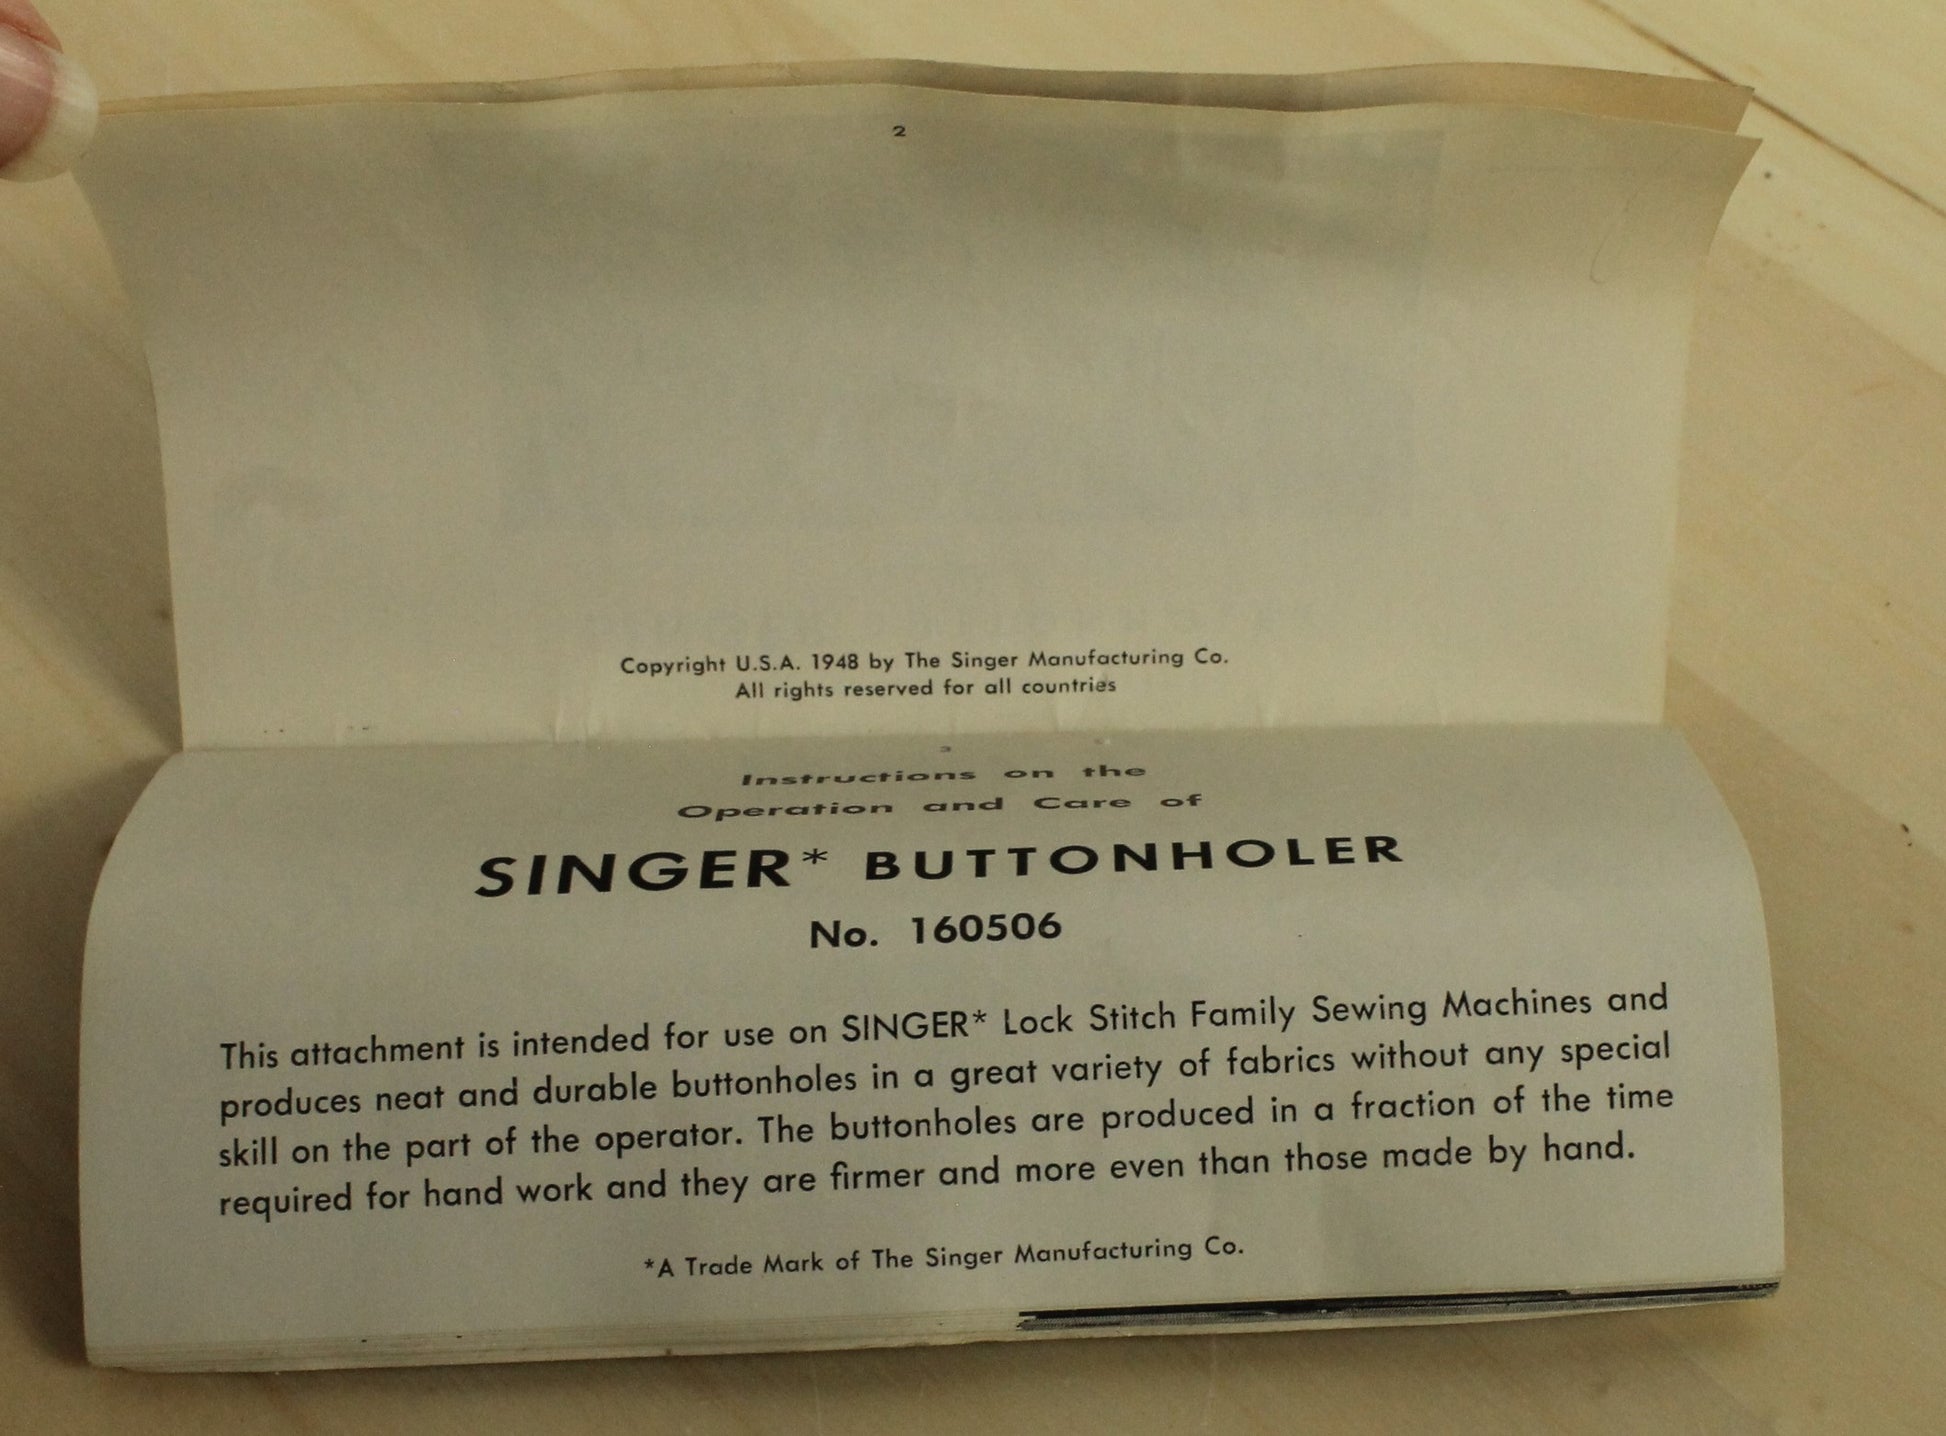 2
Copyright U.S.A. 1948 by The Singer Manufacturing Co.
All rights reserved for all countries
3
Instructions on the
Operation and Care of
SINGER* BUTTONHOLER
No. 160506
This attachment is intended for use on SINGER* Lock Stitch Family Sewing Machines and
produces neat and durable buttonholes in a great variety of fabrics without any special
skill on the part of the operator. The buttonholes are produced in a fraction of the time
required for hand work and they are firmer and more even than those made by hand.
*A Trade Mark of The Singer Manufacturing Co.